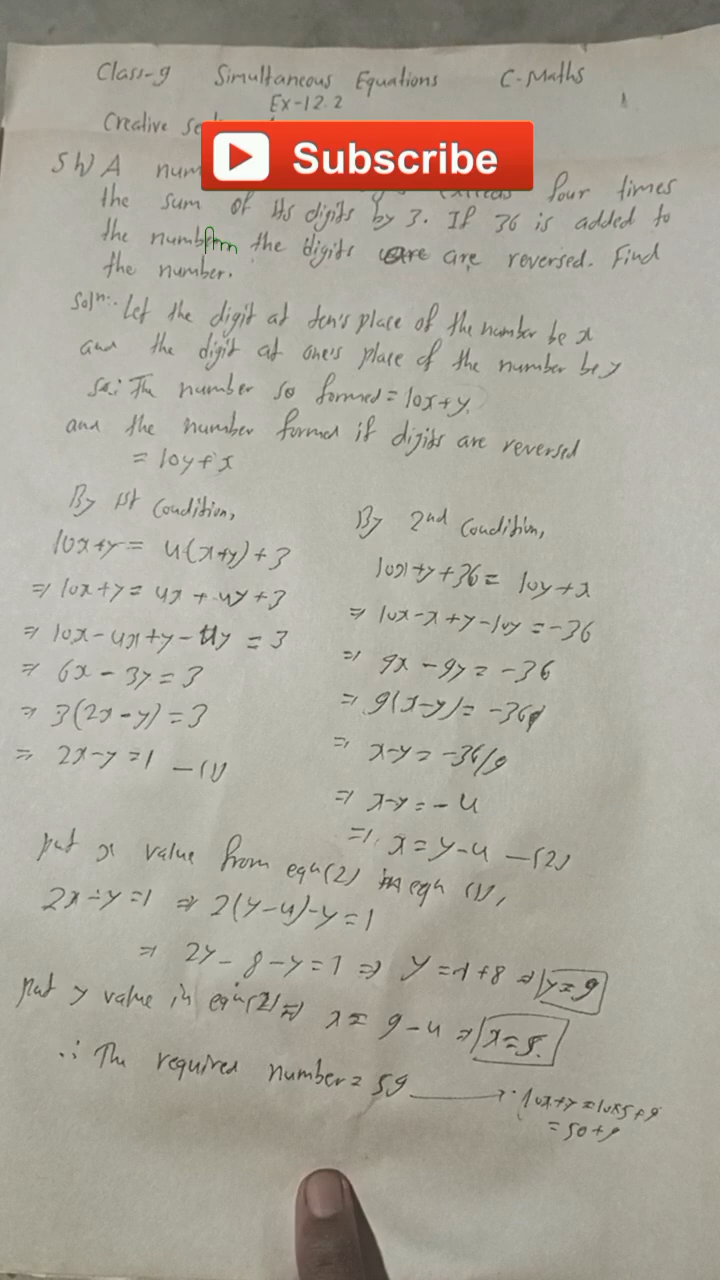 Class-9 Simultaneous Equations C-Maths
Ex-12.2
Creative
Subscribe
5 h) A four times
the sum of its digits by 3. If 36 is added to
the the digits are are reversed. Find
the number.
Soln:- Let the digit at ten's place of the number be x
and the digit at one's place of the number be y
So: The number so formed = 10x+y.
and the number formed if digits are reversed
= 10y+x
By 1st Condition,
10x+y = 4(x+y)+3
⇒ 10x+y = 4x + 4y+3
⇒ 10x-4x+y-4y = 3
⇒ 6x - 3y = 3
⇒ 3(2x-y) = 3
⇒ 2x-y = 1 —(1)
By 2nd Condition,
10x+y+36 = 10y+x
⇒ 10x-x+y-10y = -36
⇒ 9x-9y = -36
⇒ 9(x-y) = -36
⇒ x-y = -36/9
⇒ x-y = -4
⇒ x = y-4 —(2)
put x value from eqn(2) in eqn (1),
2x-y=1 ⇒ 2(y-4)-y=1
⇒ 2y-8-y=1 ⇒ y=1+8 ⇒ y=9
put y value in eqn(2) ⇒ x = 9-4 ⇒ x=5.
∴ The required number = 59 → 10x+y = 10x5+9
= 50+9